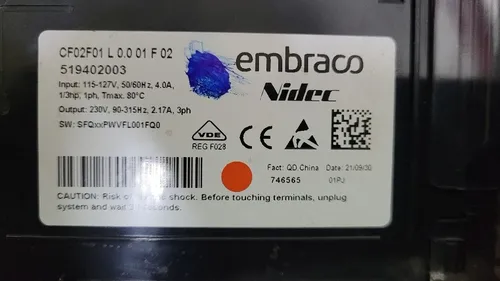 CF02F01 L 0.0 01 F 02
519402003
embraco
Nidec
Input: 115-127V, 50/60Hz, 4.0A,
1/3hp, 1ph, Tmax. 80°C
Output: 230V, 90-315Hz, 2.17A, 3ph
SW: SFQxxPWVFL001FQ0
VDE
REG F028
CE
Fact: QD.China
Date: 21/09/30
746565
01PJ
CAUTION: Risk of shock. Before touching terminals, unplug
system and wait seconds.